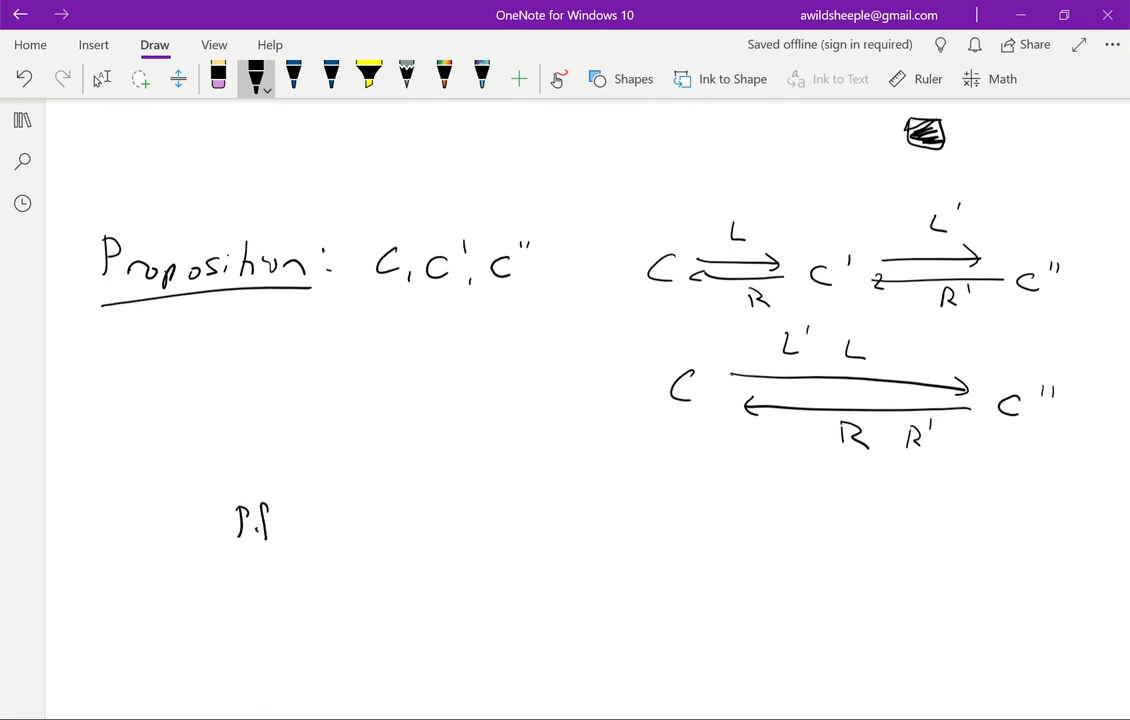 OneNote for Windows 10
awildsheeple@gmail.com
Home Insert Draw View Help
Saved offline (sign in required) Share
Shapes Ink to Shape Ink to Text Ruler Math
L L'
Proposition: C, C', C'' C C' C''
R R'
L' L
C C''
R R'
Pf